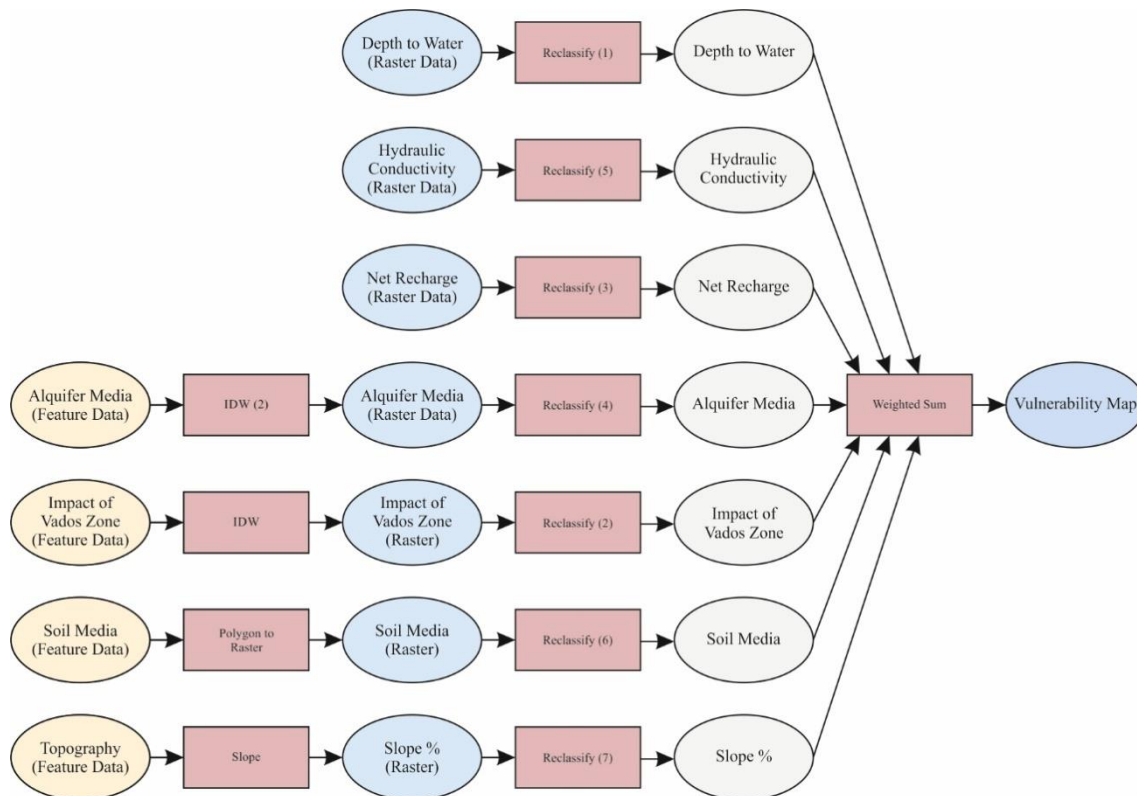 Depth to Water
(Raster Data)
Reclassify (1)
Depth to Water
Hydraulic
Conductivity
(Raster Data)
Reclassify (5)
Hydraulic
Conductivity
Net Recharge
(Raster Data)
Reclassify (3)
Net Recharge
Alquifer Media
(Feature Data)
IDW (2)
Alquifer Media
(Raster Data)
Reclassify (4)
Alquifer Media
Weighted Sum
Vulnerability Map
Impact of
Vados Zone
(Feature Data)
IDW
Impact of
Vados Zone
(Raster)
Reclassify (2)
Impact of
Vados Zone
Soil Media
(Feature Data)
Polygon to
Raster
Soil Media
(Raster)
Reclassify (6)
Soil Media
Topography
(Feature Data)
Slope
Slope %
(Raster)
Reclassify (7)
Slope %